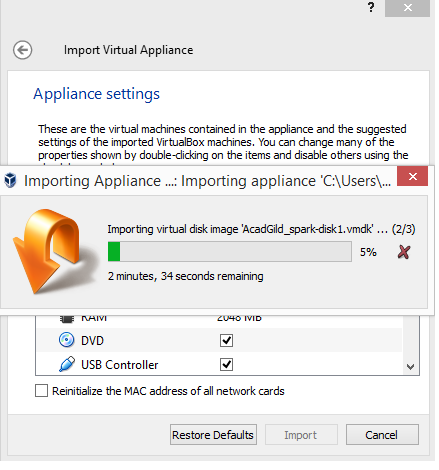 ?
Import Virtual Appliance
Appliance settings
These are the virtual machines contained in the appliance and the suggested
settings of the imported VirtualBox machines. You can change many of the
properties shown by double-clicking on the items and disable others using the
Importing Appliance ...: Importing appliance 'C:\Users\...
Importing virtual disk image 'AcadGild_spark-disk1.vmdk' ... (2/3)
5%
2 minutes, 34 seconds remaining
RAM 2048 MB
DVD
USB Controller
Reinitialize the MAC address of all network cards
Restore Defaults Import Cancel